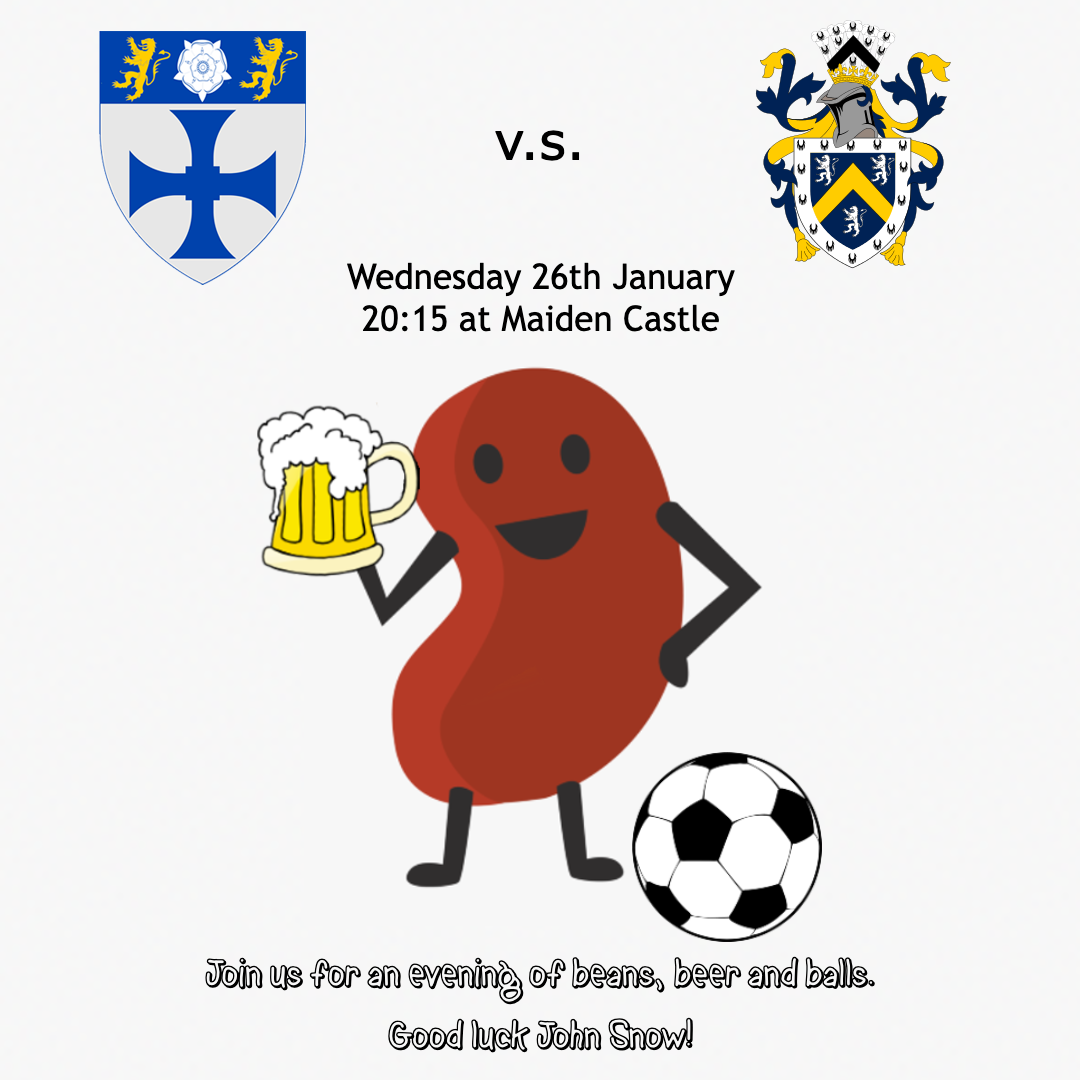 v.s.
Wednesday 26th January
20:15 at Maiden Castle
Join us for an evening of beans, beer and balls.
Good luck John Snow!